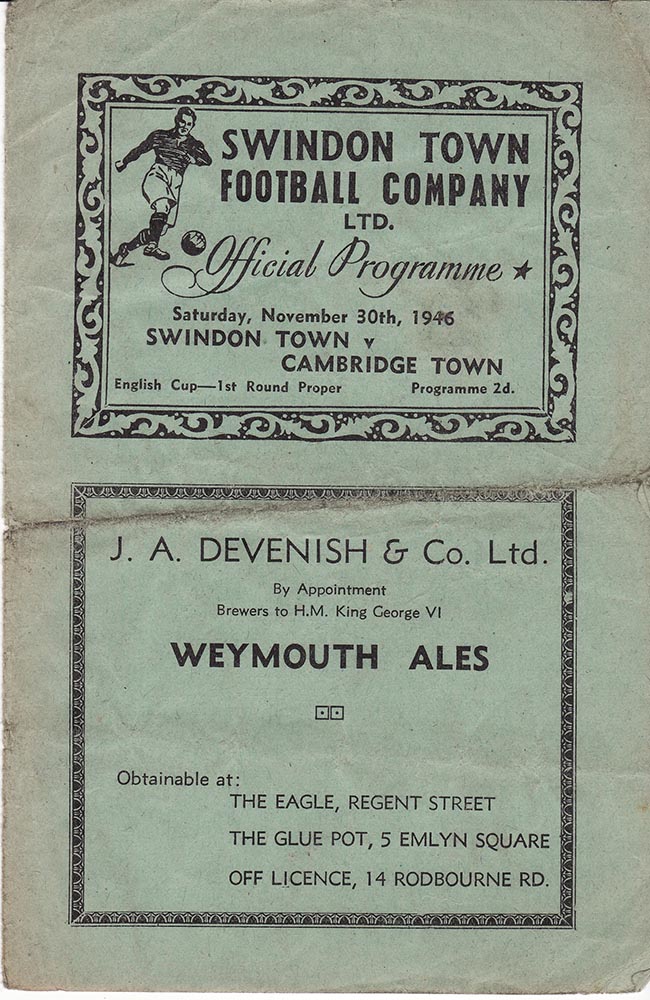 SWINDON TOWN
FOOTBALL COMPANY
LTD.
Official Programme ★
Saturday, November 30th, 1946
SWINDON TOWN v
CAMBRIDGE TOWN
English Cup—1st Round Proper Programme 2d.
J. A. DEVENISH & Co. Ltd.
By Appointment
Brewers to H.M. King George VI
WEYMOUTH ALES
Obtainable at:
THE EAGLE, REGENT STREET
THE GLUE POT, 5 EMLYN SQUARE
OFF LICENCE, 14 RODBOURNE RD.